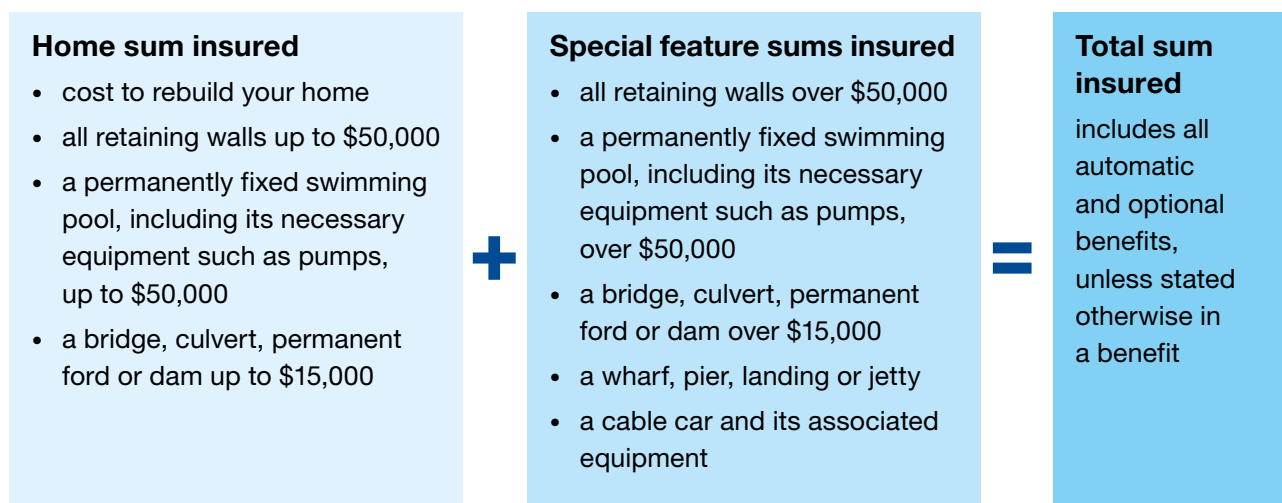 Home sum insured
• cost to rebuild your home
• all retaining walls up to $50,000
• a permanently fixed swimming
pool, including its necessary
equipment such as pumps,
up to $50,000
• a bridge, culvert, permanent
ford or dam up to $15,000
+
Special feature sums insured
• all retaining walls over $50,000
• a permanently fixed swimming
pool, including its necessary
equipment such as pumps,
over $50,000
• a bridge, culvert, permanent
ford or dam over $15,000
• a wharf, pier, landing or jetty
• a cable car and its associated
equipment
=
Total sum
insured
includes all
automatic
and optional
benefits,
unless stated
otherwise in
a benefit